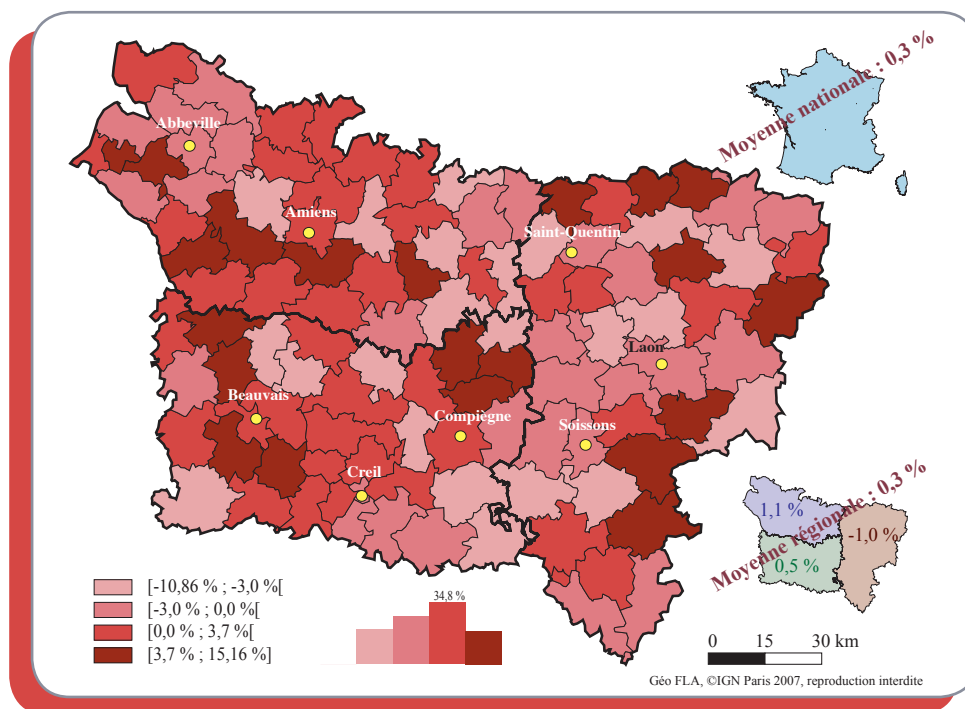 Moyenne nationale : 0,3 %
Abbeville
Amiens
Saint-Quentin
Laon
Beauvais
Compiègne
Soissons
Creil
Moyenne régionale : 0,3 %
1,1 %
-1,0 %
0,5 %
[-10,86 % ; -3,0%[
[-3,0 % ; 0,0 %[
[0,0 % ; 3,7 %[
[3,7 % ; 15,16 %]
34,8 %
0 15 30 km
Géo FLA, ©IGN Paris 2007, reproduction interdite